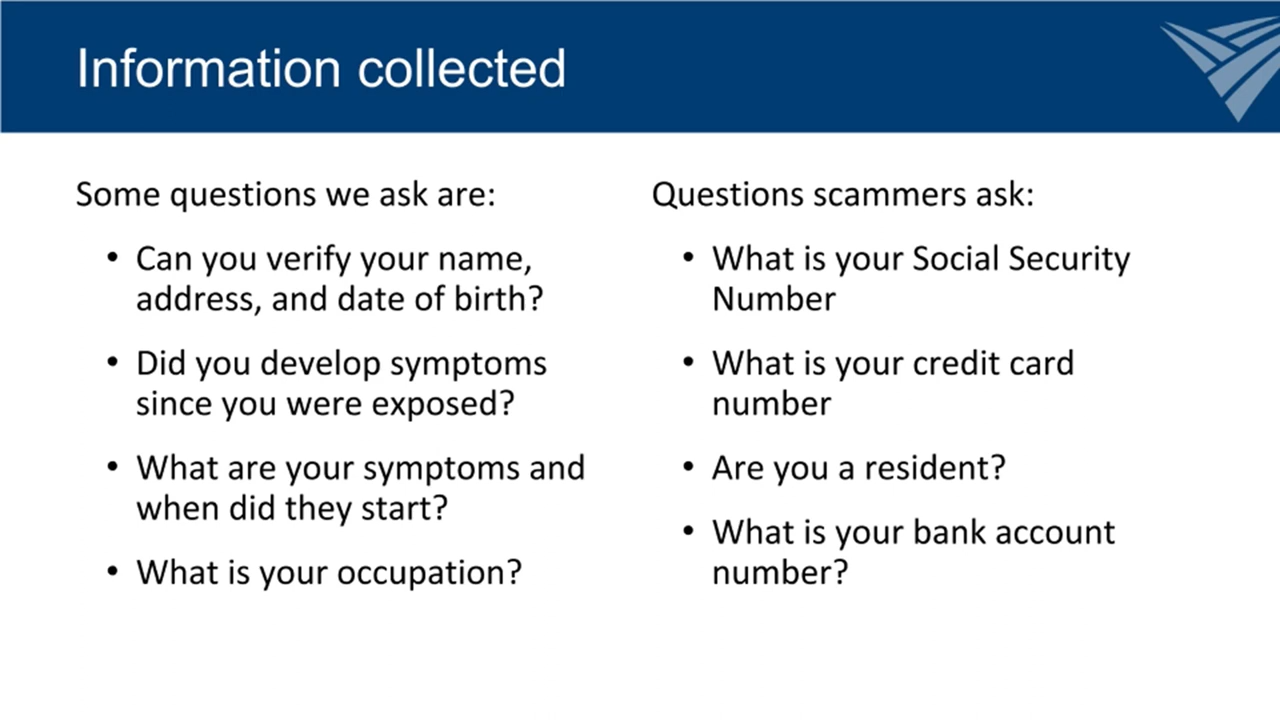 Information collected
Some questions we ask are:
• Can you verify your name,
address, and date of birth?
• Did you develop symptoms
since you were exposed?
• What are your symptoms and
when did they start?
• What is your occupation?
Questions scammers ask:
• What is your Social Security
Number
• What is your credit card
number
• Are you a resident?
• What is your bank account
number?